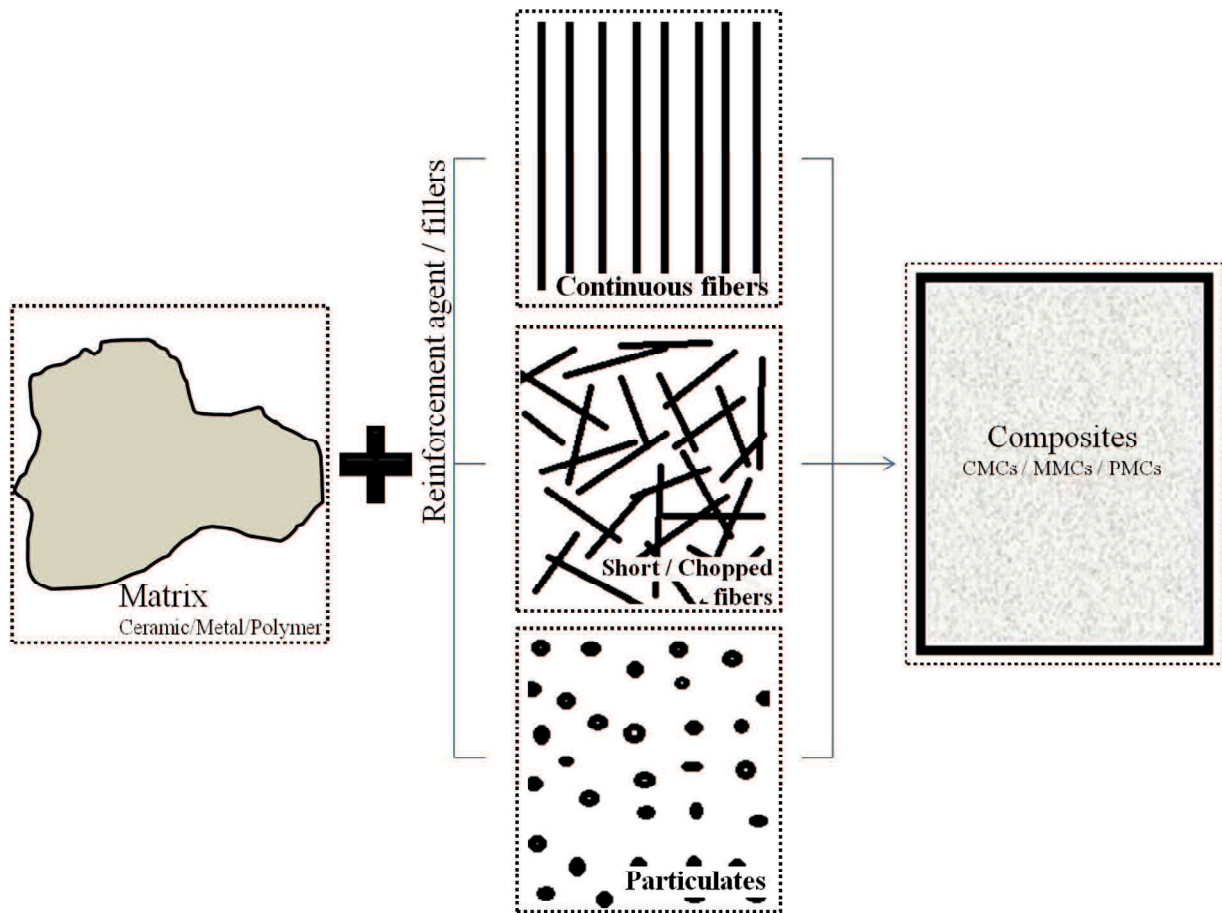 Matrix
Ceramic/Metal/Polymer
Reinforcement agent / fillers
Continuous fibers
Short / Chopped
fibers
Particulates
Composites
CMCs / MMCs / PMCs